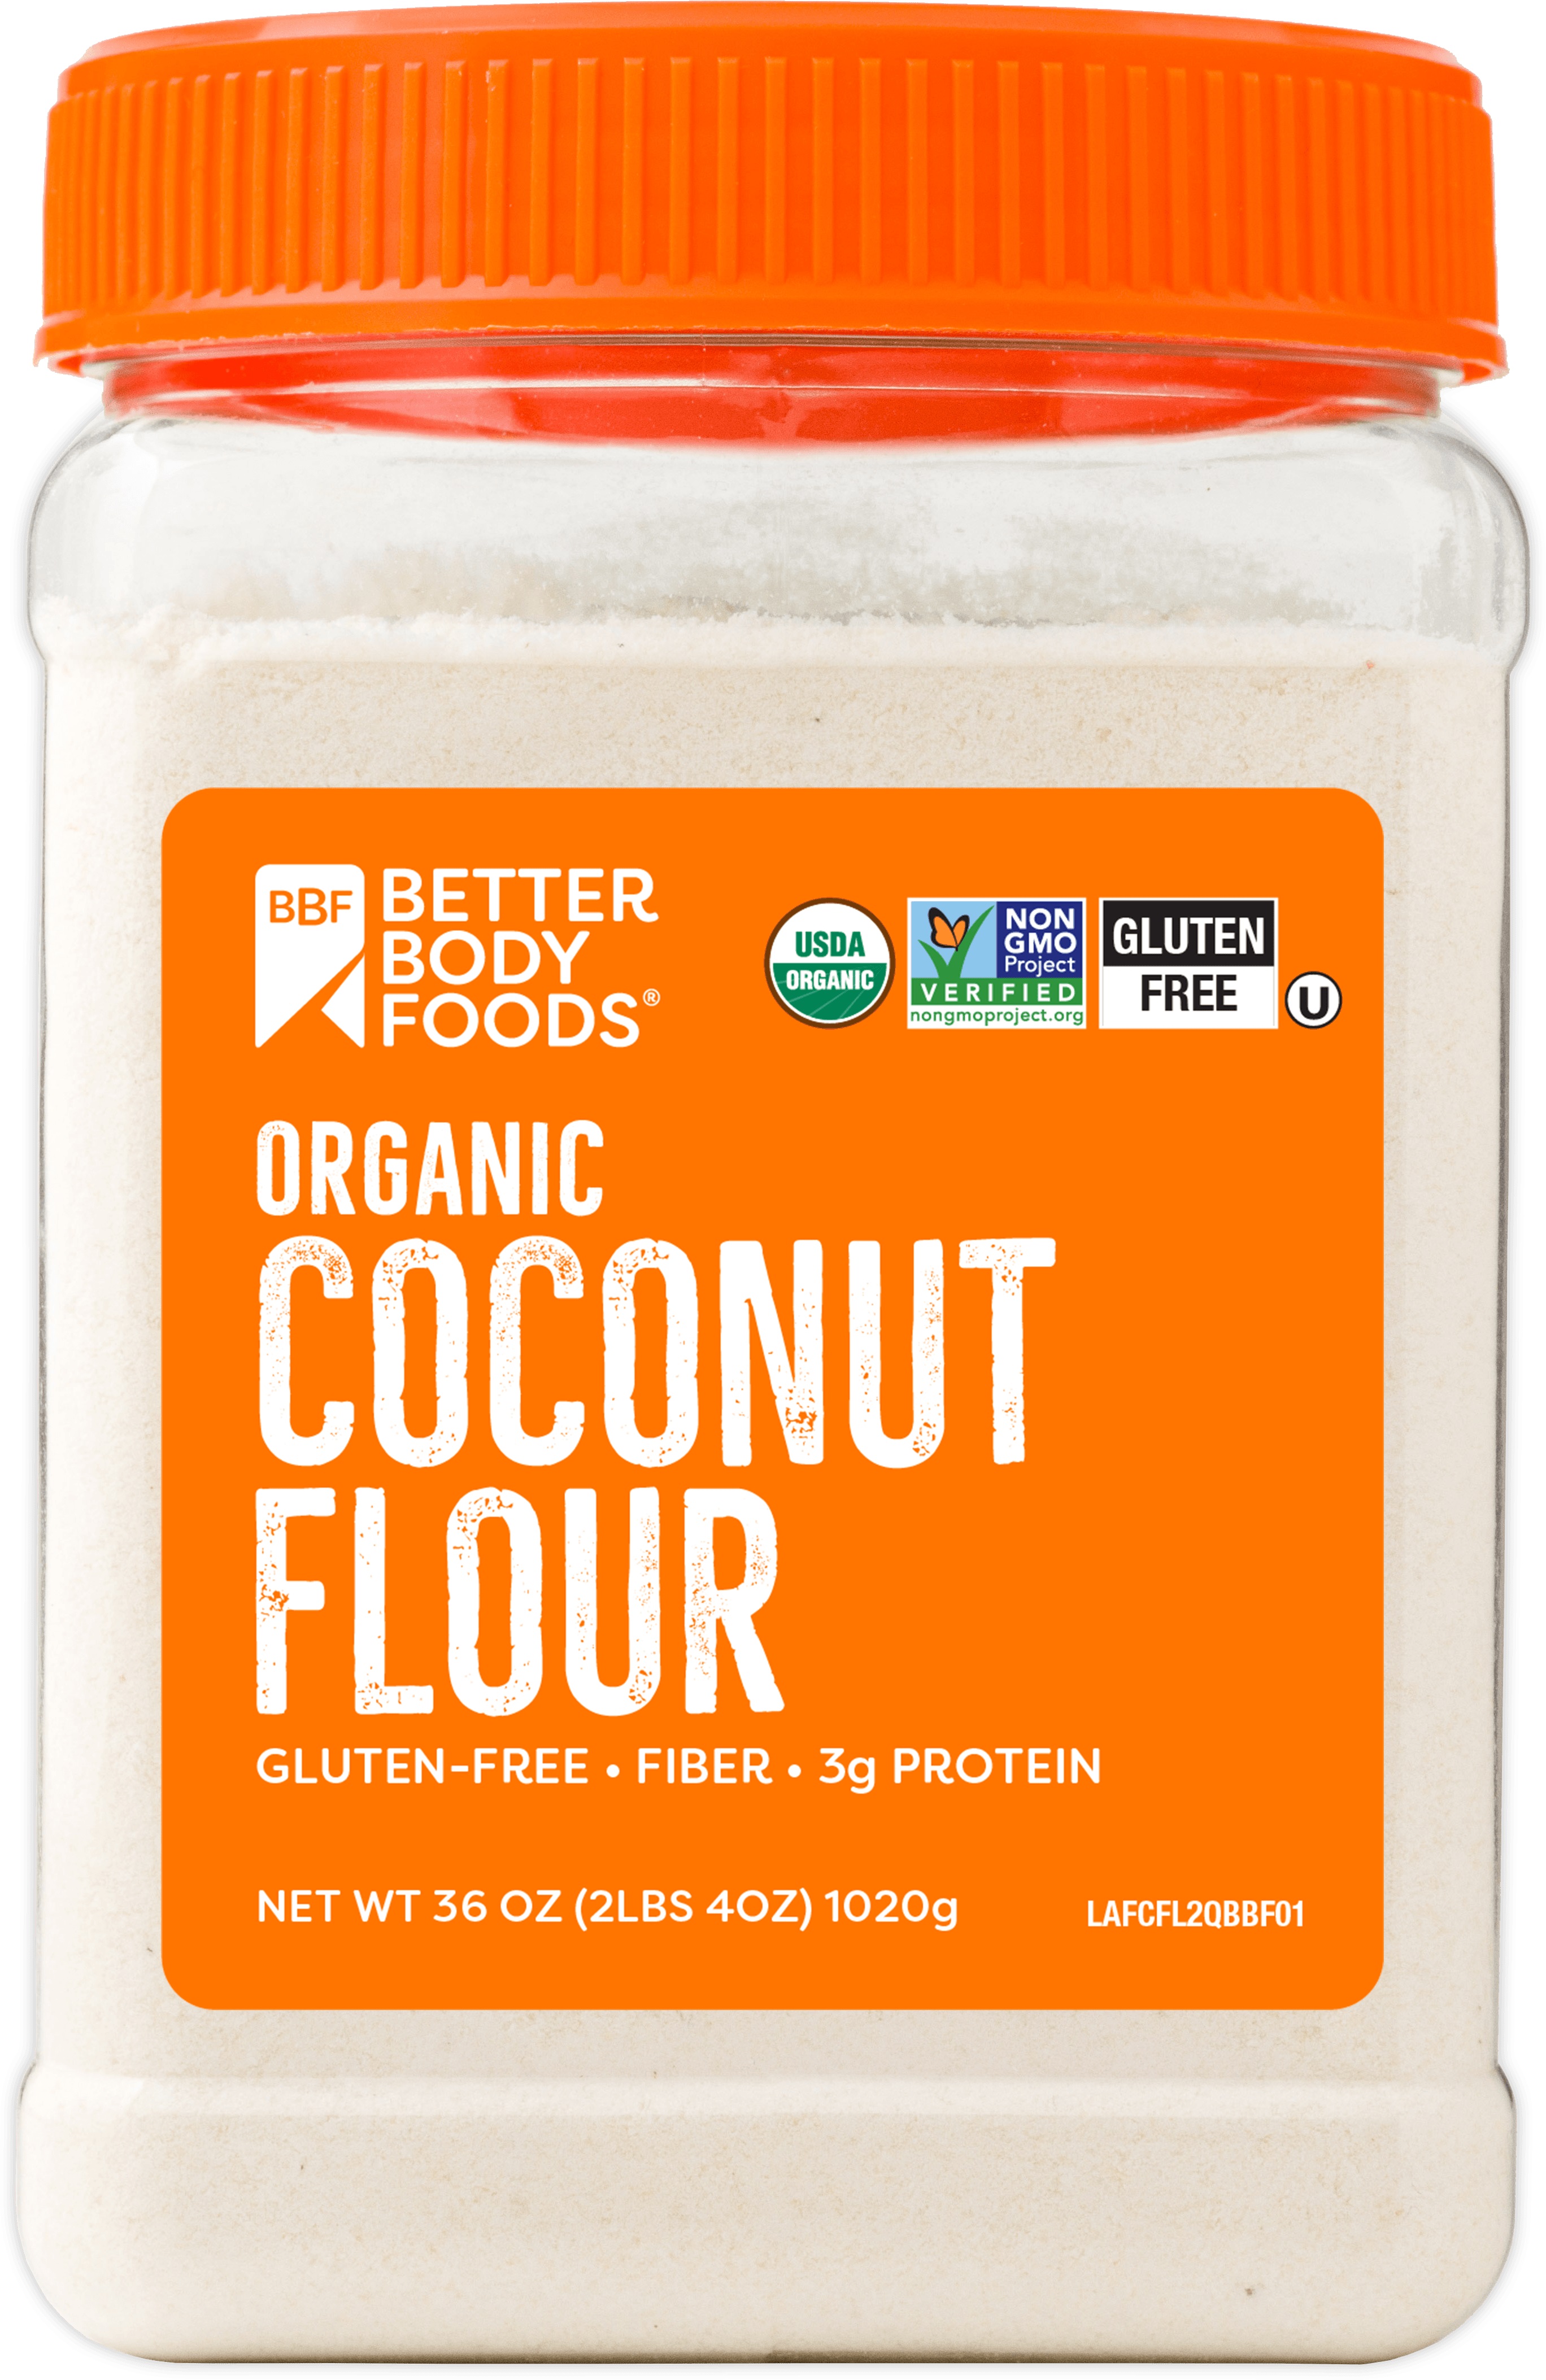 BBF
BETTER
BODY
FOODS®
USDA
ORGANIC
NON
GMO
Project
VERIFIED
nongmoproject.org
GLUTEN
FREE
U
ORGANIC
COCONUT
FLOUR
GLUTEN-FREE • FIBER • 3g PROTEIN
NET WT 36 OZ (2LBS 4OZ) 1020g
LAFCFL2QBBF01